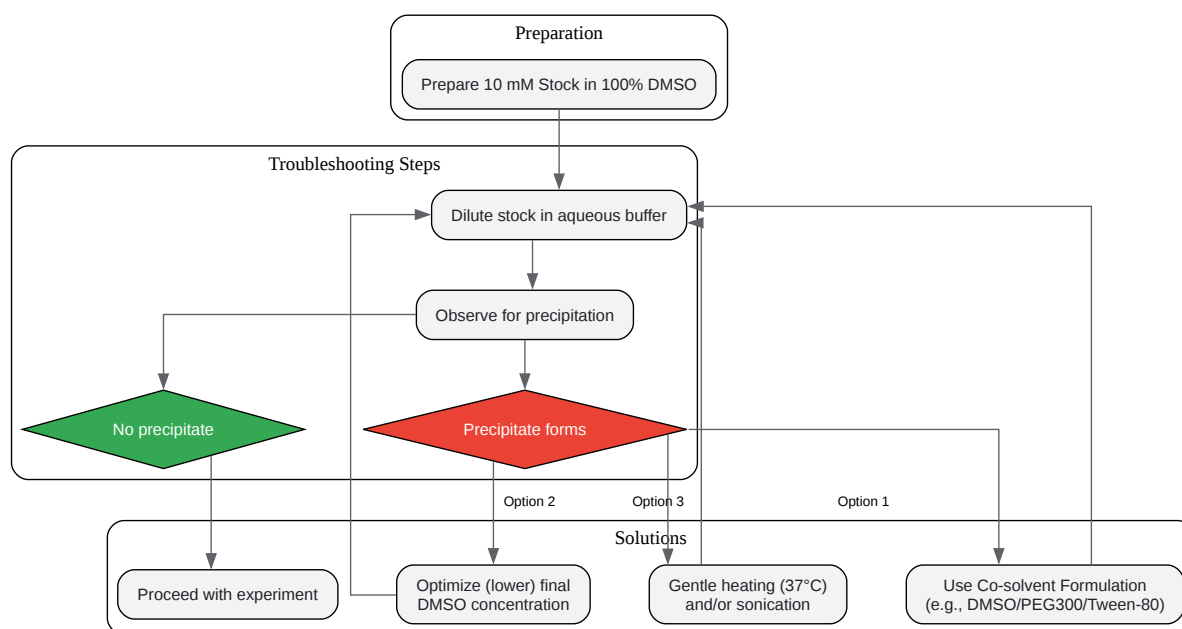 Preparation
Prepare 10 mM Stock in 100% DMSO
Troubleshooting Steps
Dilute stock in aqueous buffer
Observe for precipitation
No precipitate
Precipitate forms
Option 2
Option 3
Option 1
Solutions
Proceed with experiment
Optimize (lower) final
DMSO concentration
Gentle heating (37°C)
and/or sonication
Use Co-solvent Formulation
(e.g., DMSO/PEG300/Tween-80)